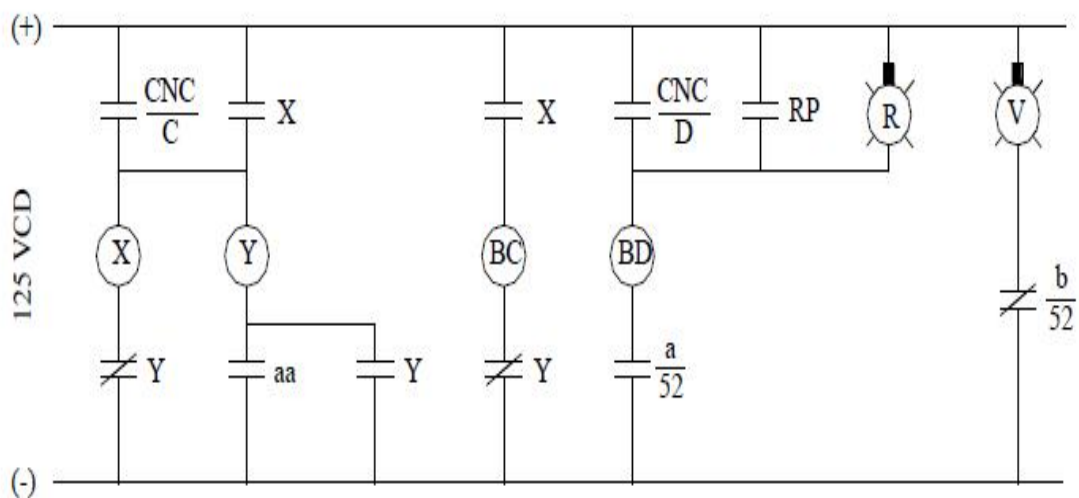 (+)
CNC
C
X
X
CNC
D
RP
R
V
125 VCD
X
Y
BC
BD
b
52
Y
aa
Y
Y
a
52
(-)